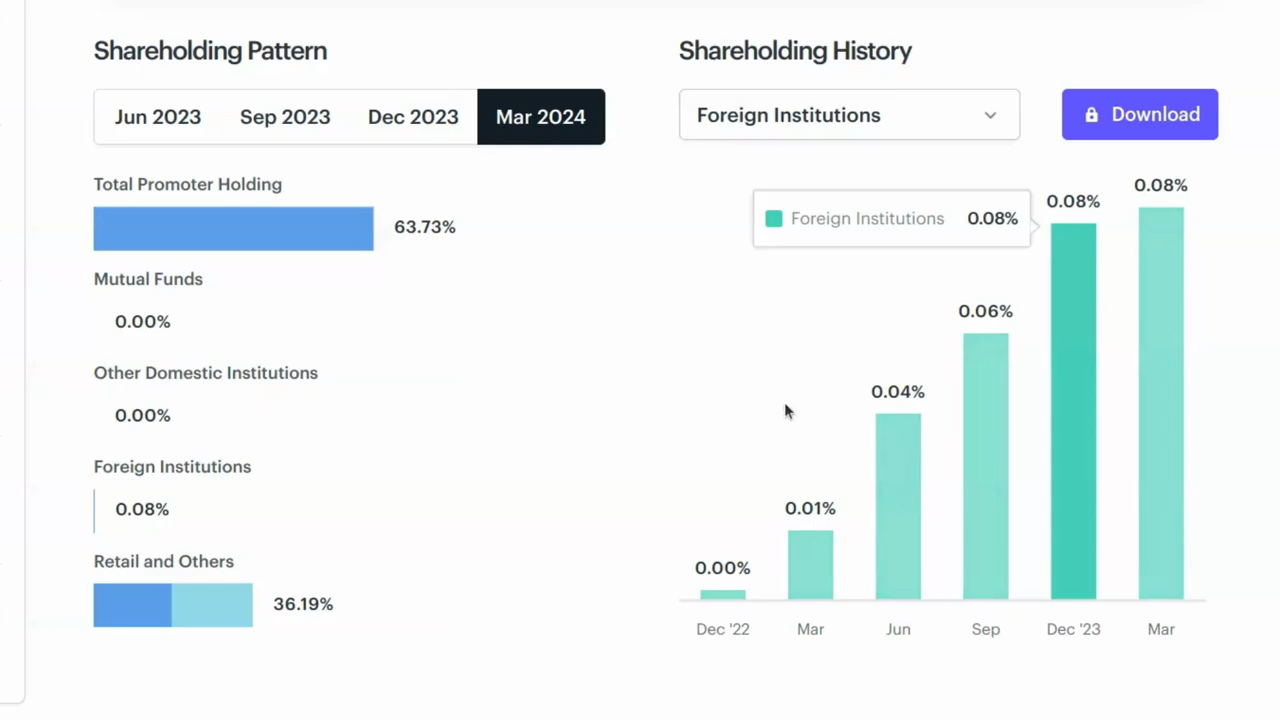 Shareholding Pattern
Jun 2023 Sep 2023 Dec 2023 Mar 2024
Total Promoter Holding
63.73%
Mutual Funds
0.00%
Other Domestic Institutions
0.00%
Foreign Institutions
0.08%
Retail and Others
36.19%
Shareholding History
Foreign Institutions
Download
Foreign Institutions 0.08%
0.00% 0.01% 0.04% 0.06% 0.08% 0.08%
Dec '22 Mar Jun Sep Dec '23 Mar